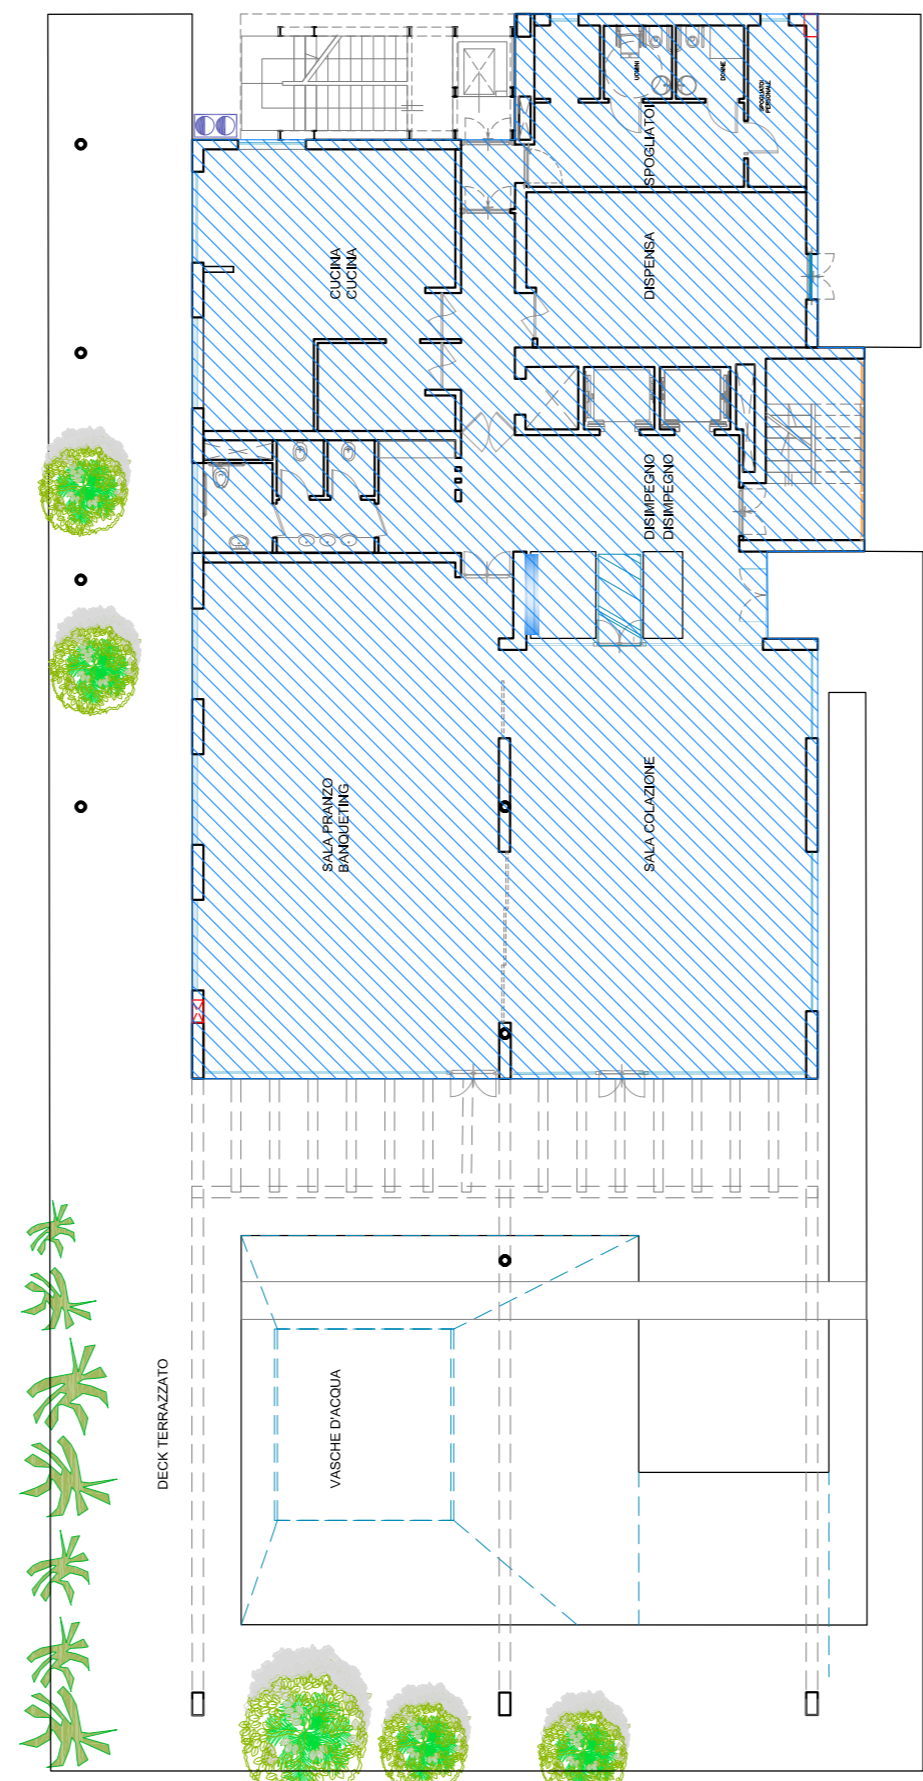 UOMINI
DONNE
SPOGLIATOI
PERSONALE
SPOGLIATOI
CUCINA
CUCINA
DISPENSA
DISIMPEGNO
DISIMPEGNO
SALA PRANZO
BANQUETING
SALA COLAZIONE
DECK TERRAZZATO
VASCHE D'ACQUA